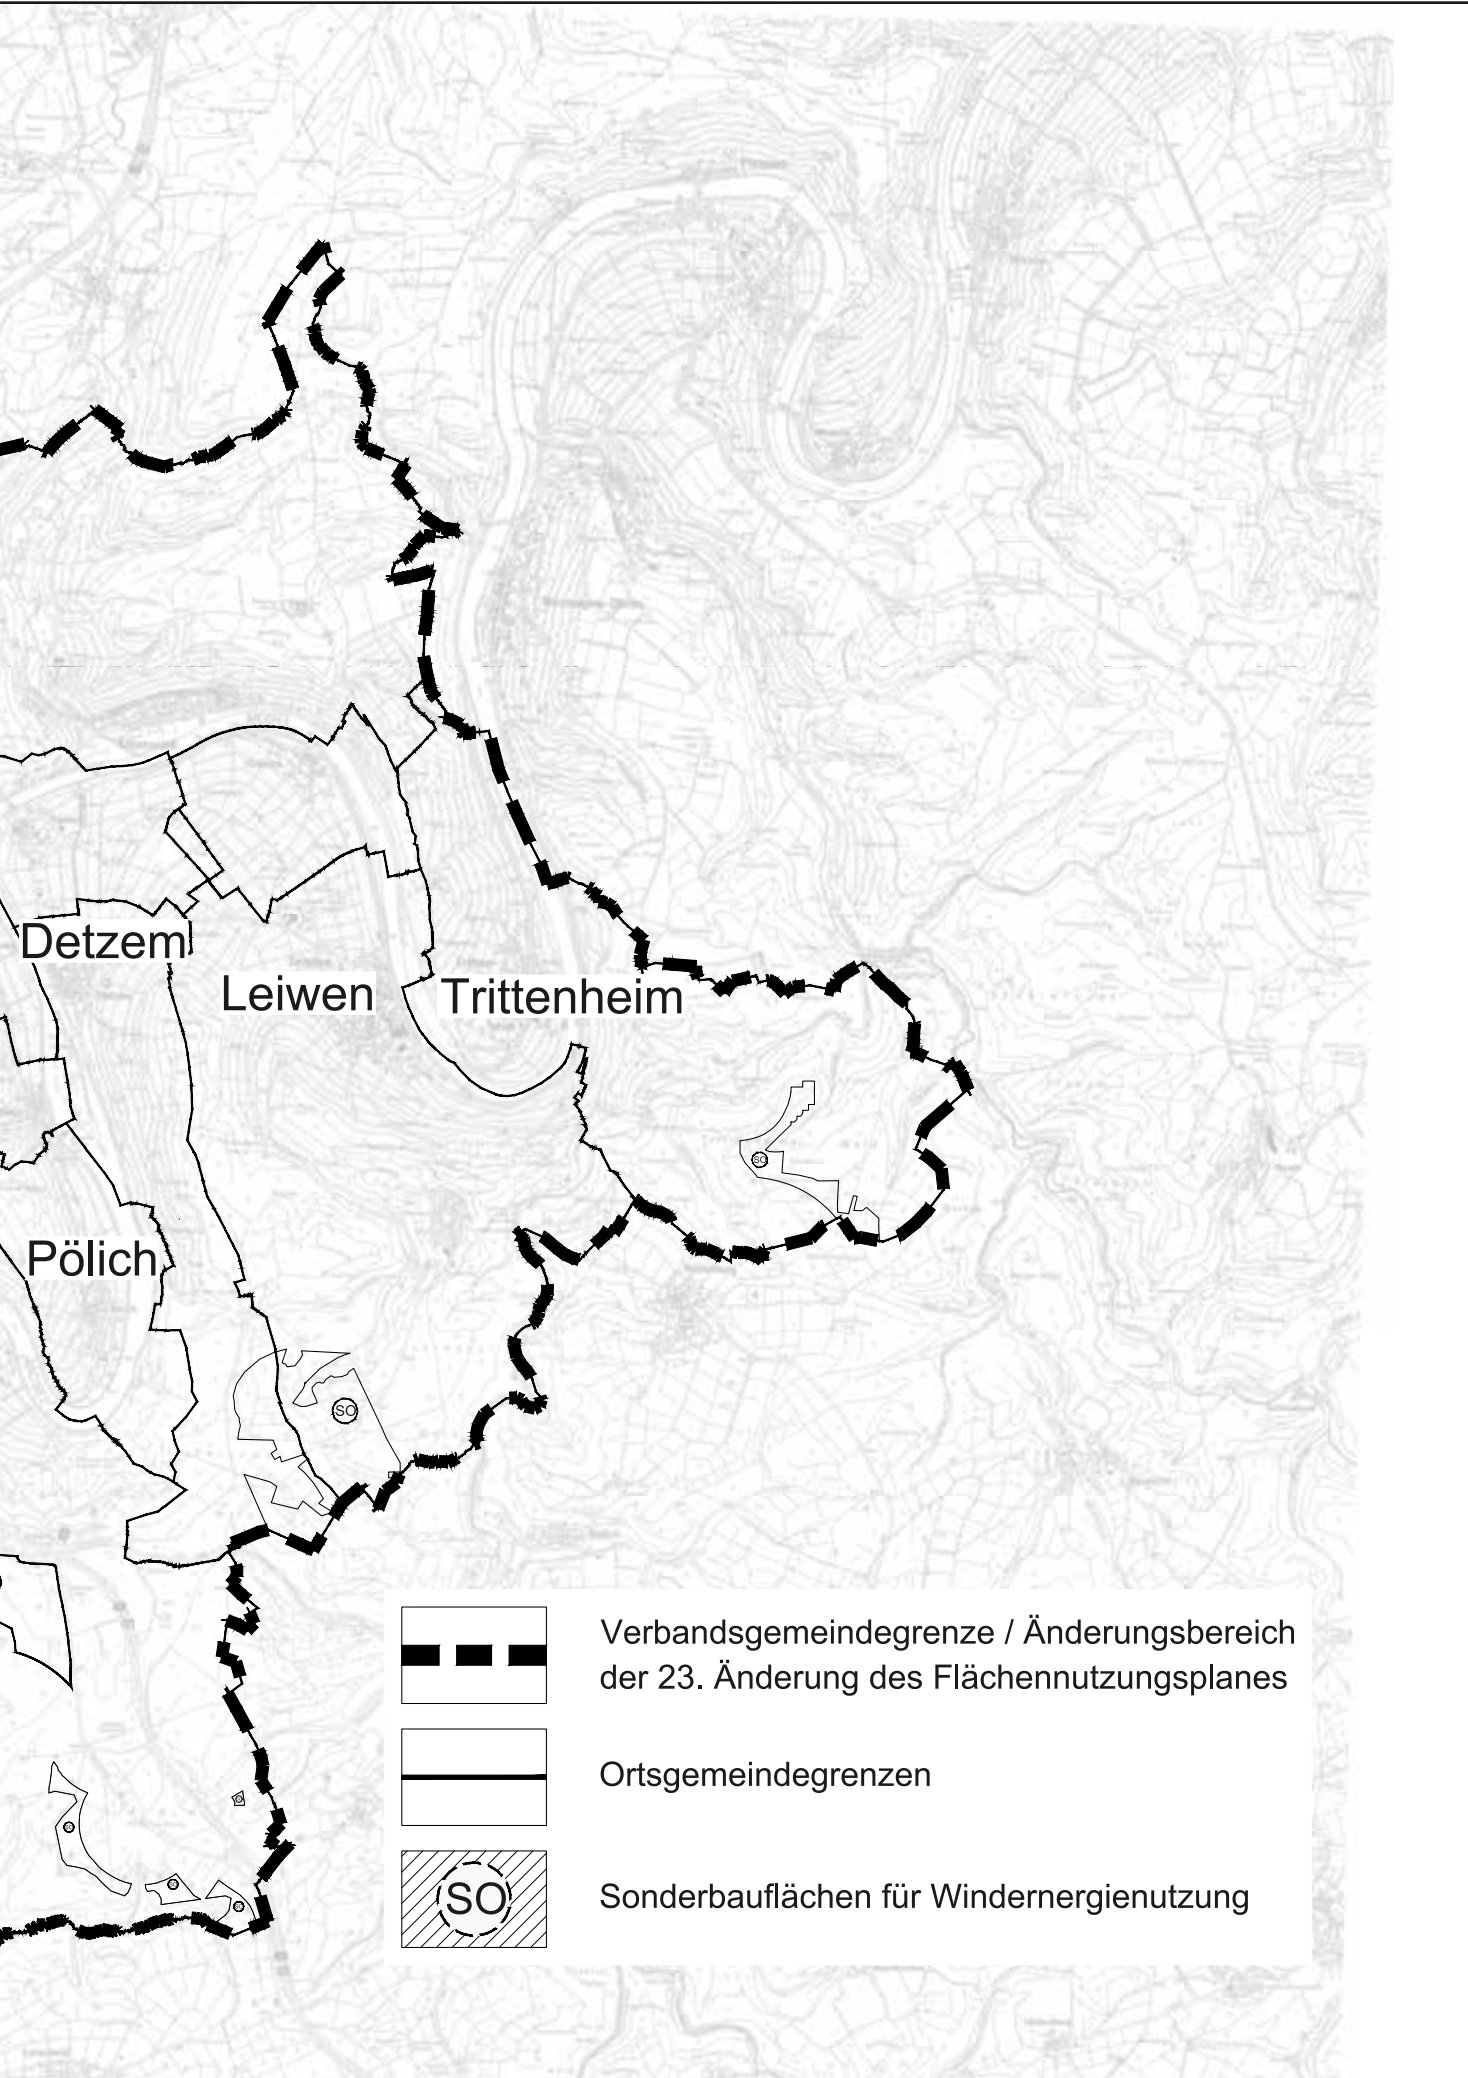 Detzem
Leiwen
Trittenheim
Pölich
SO
SO
Verbandsgemeindegrenze / Änderungsbereich
der 23. Änderung des Flächennutzungsplanes
Ortsgemeindegrenzen
SO
Sonderbauflächen für Windernergienutzung